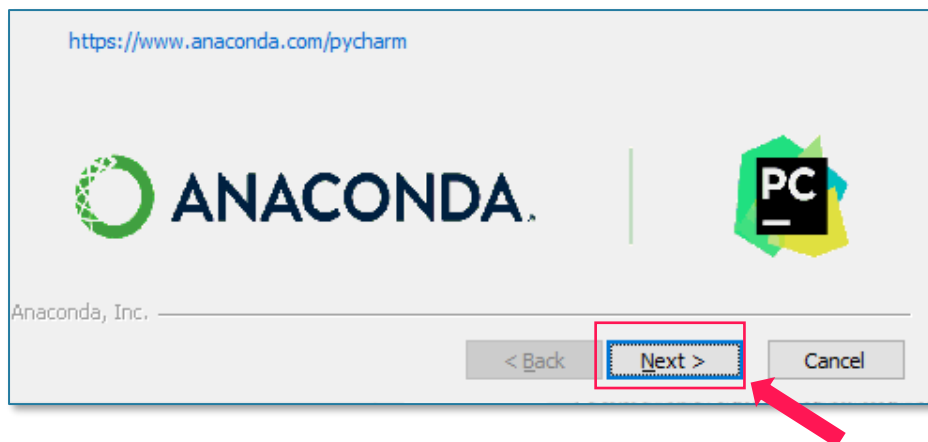 https://www.anaconda.com/pycharm
ANACONDA.
PC
Anaconda, Inc.
< Back Next > Cancel